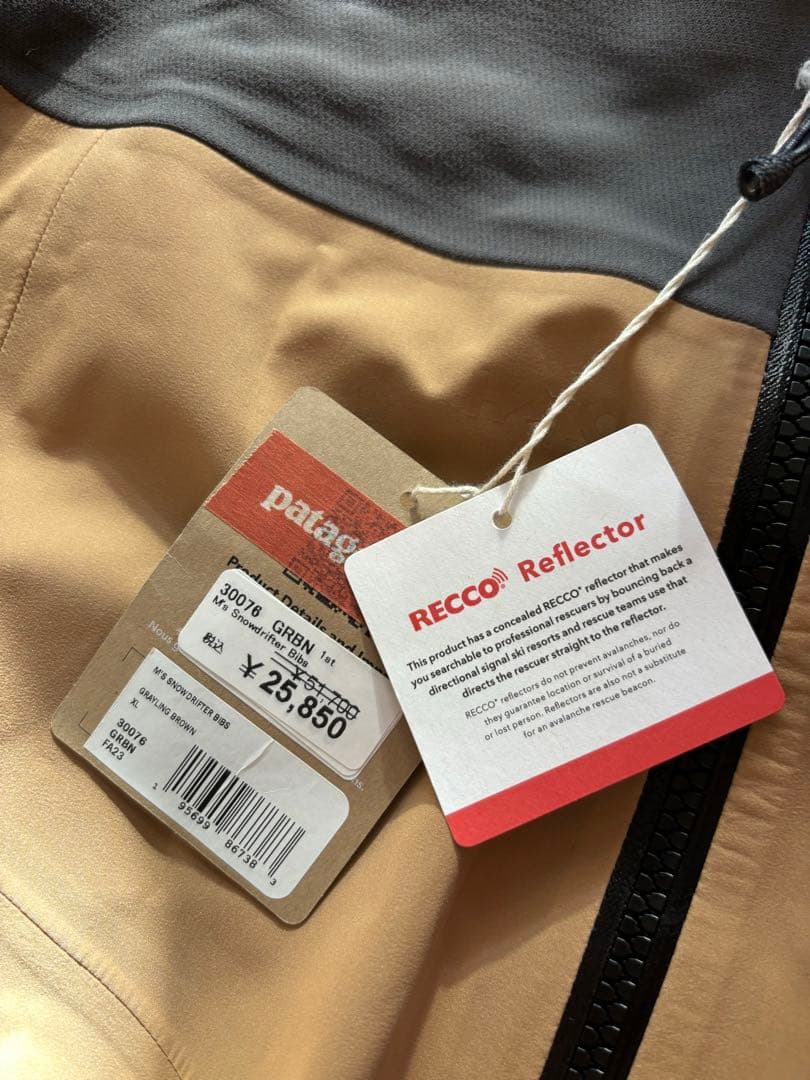 patag
Product Details and
30076 GRBN 1st
M's Snowdrifter Bibs
¥51,700
税込
¥25,850
Nous
ns.
M'S SNOWDRIFTER BIBS
GRAYLING BROWN
XL
30076
GRBN
FA23
1 95699 86738 3
RECCO Reflector
This product has a concealed RECCO® reflector that makes
you searchable to professional rescuers by bouncing back a
directional signal ski resorts and rescue teams use that
directs the rescuer straight to the reflector.
RECCO® reflectors do not prevent avalanches, nor do
they guarantee location or survival of a buried
or lost person. Reflectors are also not a substitute
for an avalanche rescue beacon.